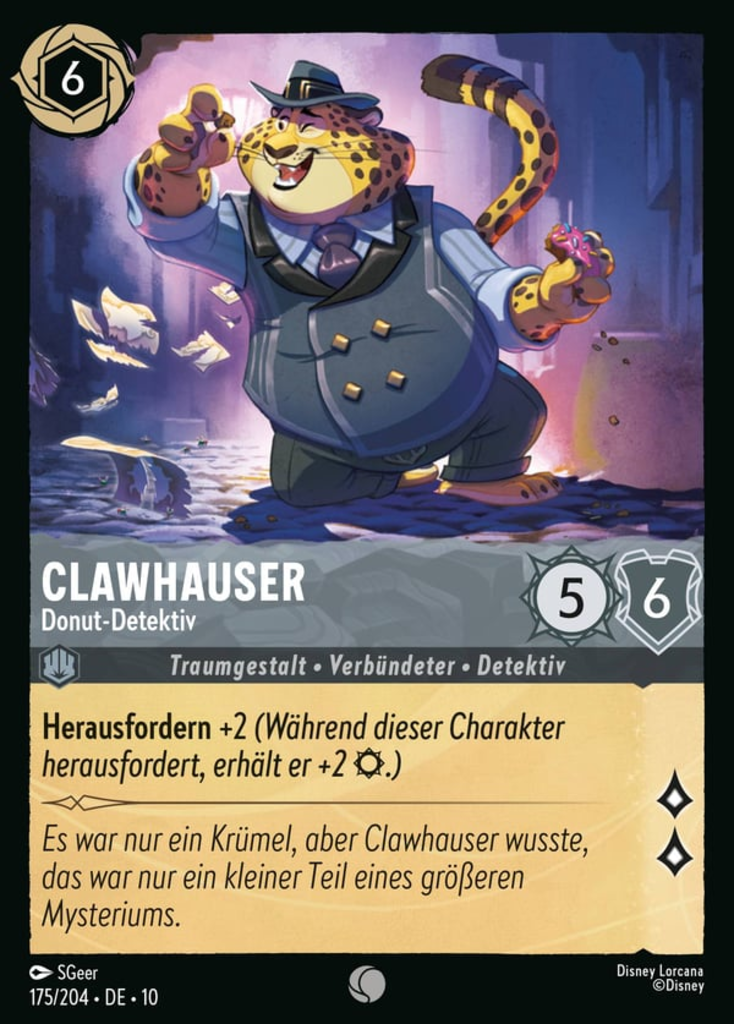 6
CLAWHAUSER
Donut-Detektiv
5
6
Traumgestalt • Verbündeter • Detektiv
Herausfordern +2 (Während dieser Charakter
herausfordert, erhält er +2 .)
Es war nur ein Krümel, aber Clawhauser wusste,
das war nur ein kleiner Teil eines größeren
Mysteriums.
SGeer
175/204 • DE • 10
Disney Lorcana
©Disney